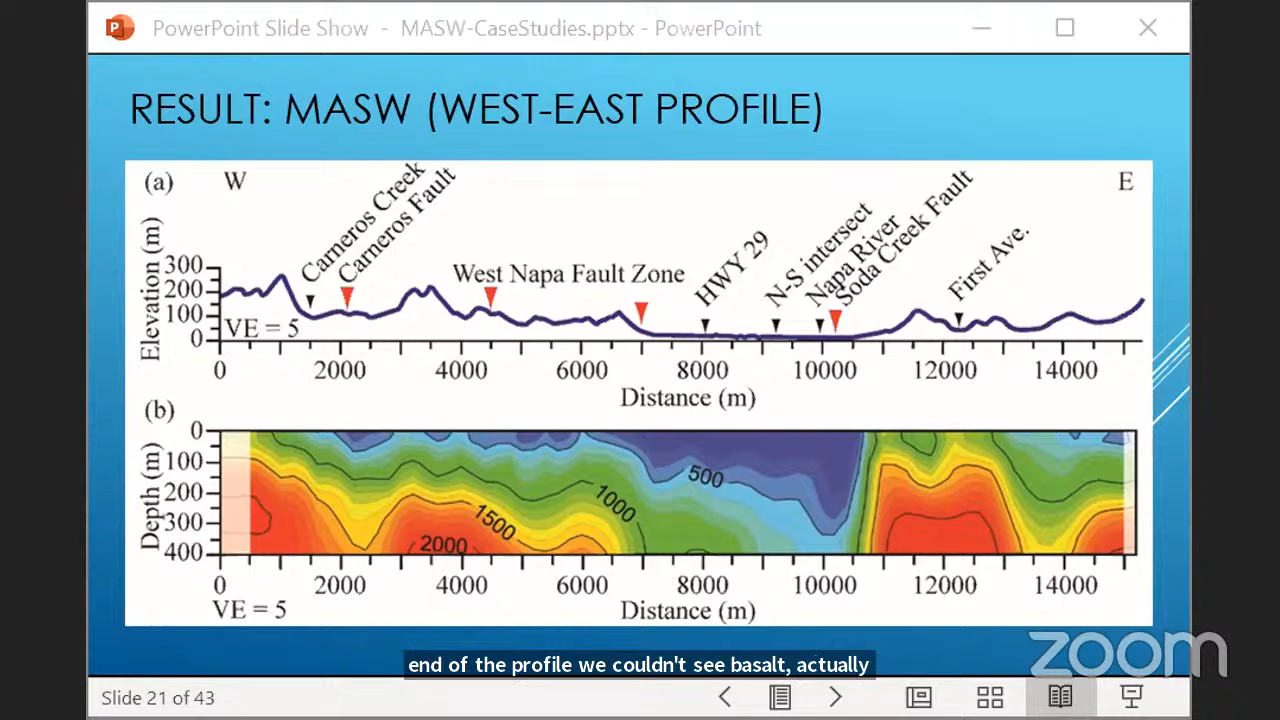 PowerPoint Slide Show - MASW-CaseStudies.pptx - PowerPoint
RESULT: MASW (WEST-EAST PROFILE)
(a) W E
Carneros Creek
Carneros Fault
West Napa Fault Zone
HWY 29
N-S intersect
Napa River
Soda Creek Fault
First Ave.
Elevation (m)
300
200
100
0
VE = 5
0 2000 4000 6000 8000 10000 12000 14000
Distance (m)
(b)
Depth (m)
0
100
200
300
400
500
1000
1500
2000
0 2000 4000 6000 8000 10000 12000 14000
VE = 5 Distance (m)
end of the profile we couldn't see basalt, actually
zoom
Slide 21 of 43